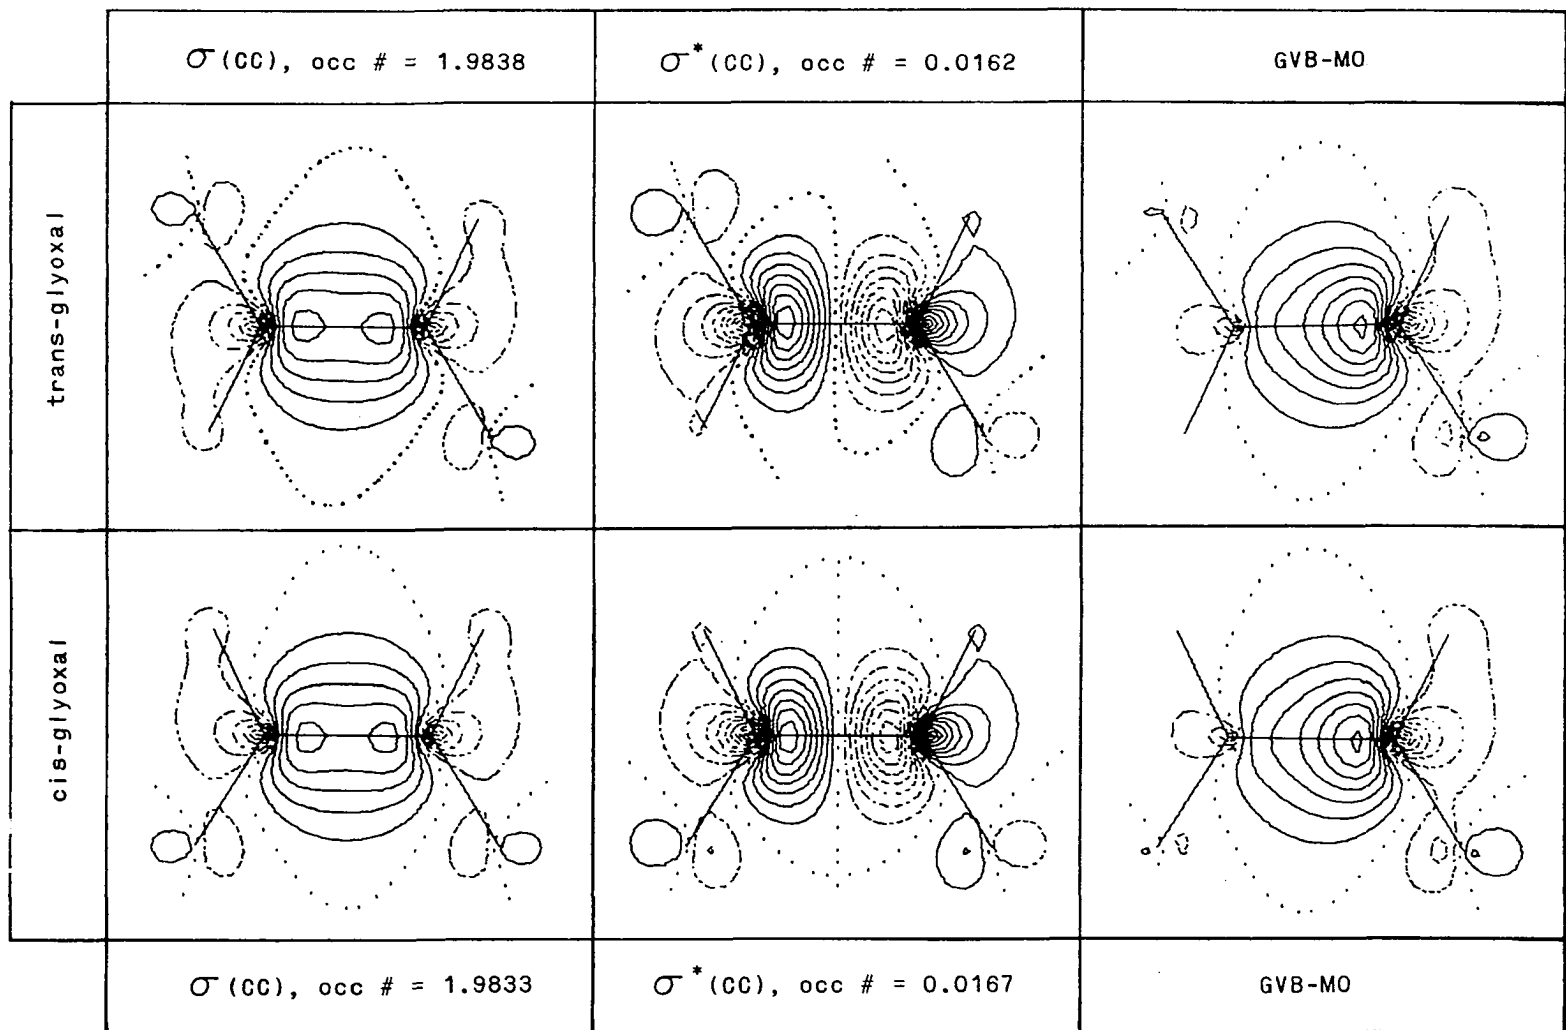 σ(CC), occ # = 1.9838
σ*(CC), occ # = 0.0162
GVB-MO
trans-glyoxal
cis-glyoxal
σ(CC), occ # = 1.9833
σ*(CC), occ # = 0.0167
GVB-MO